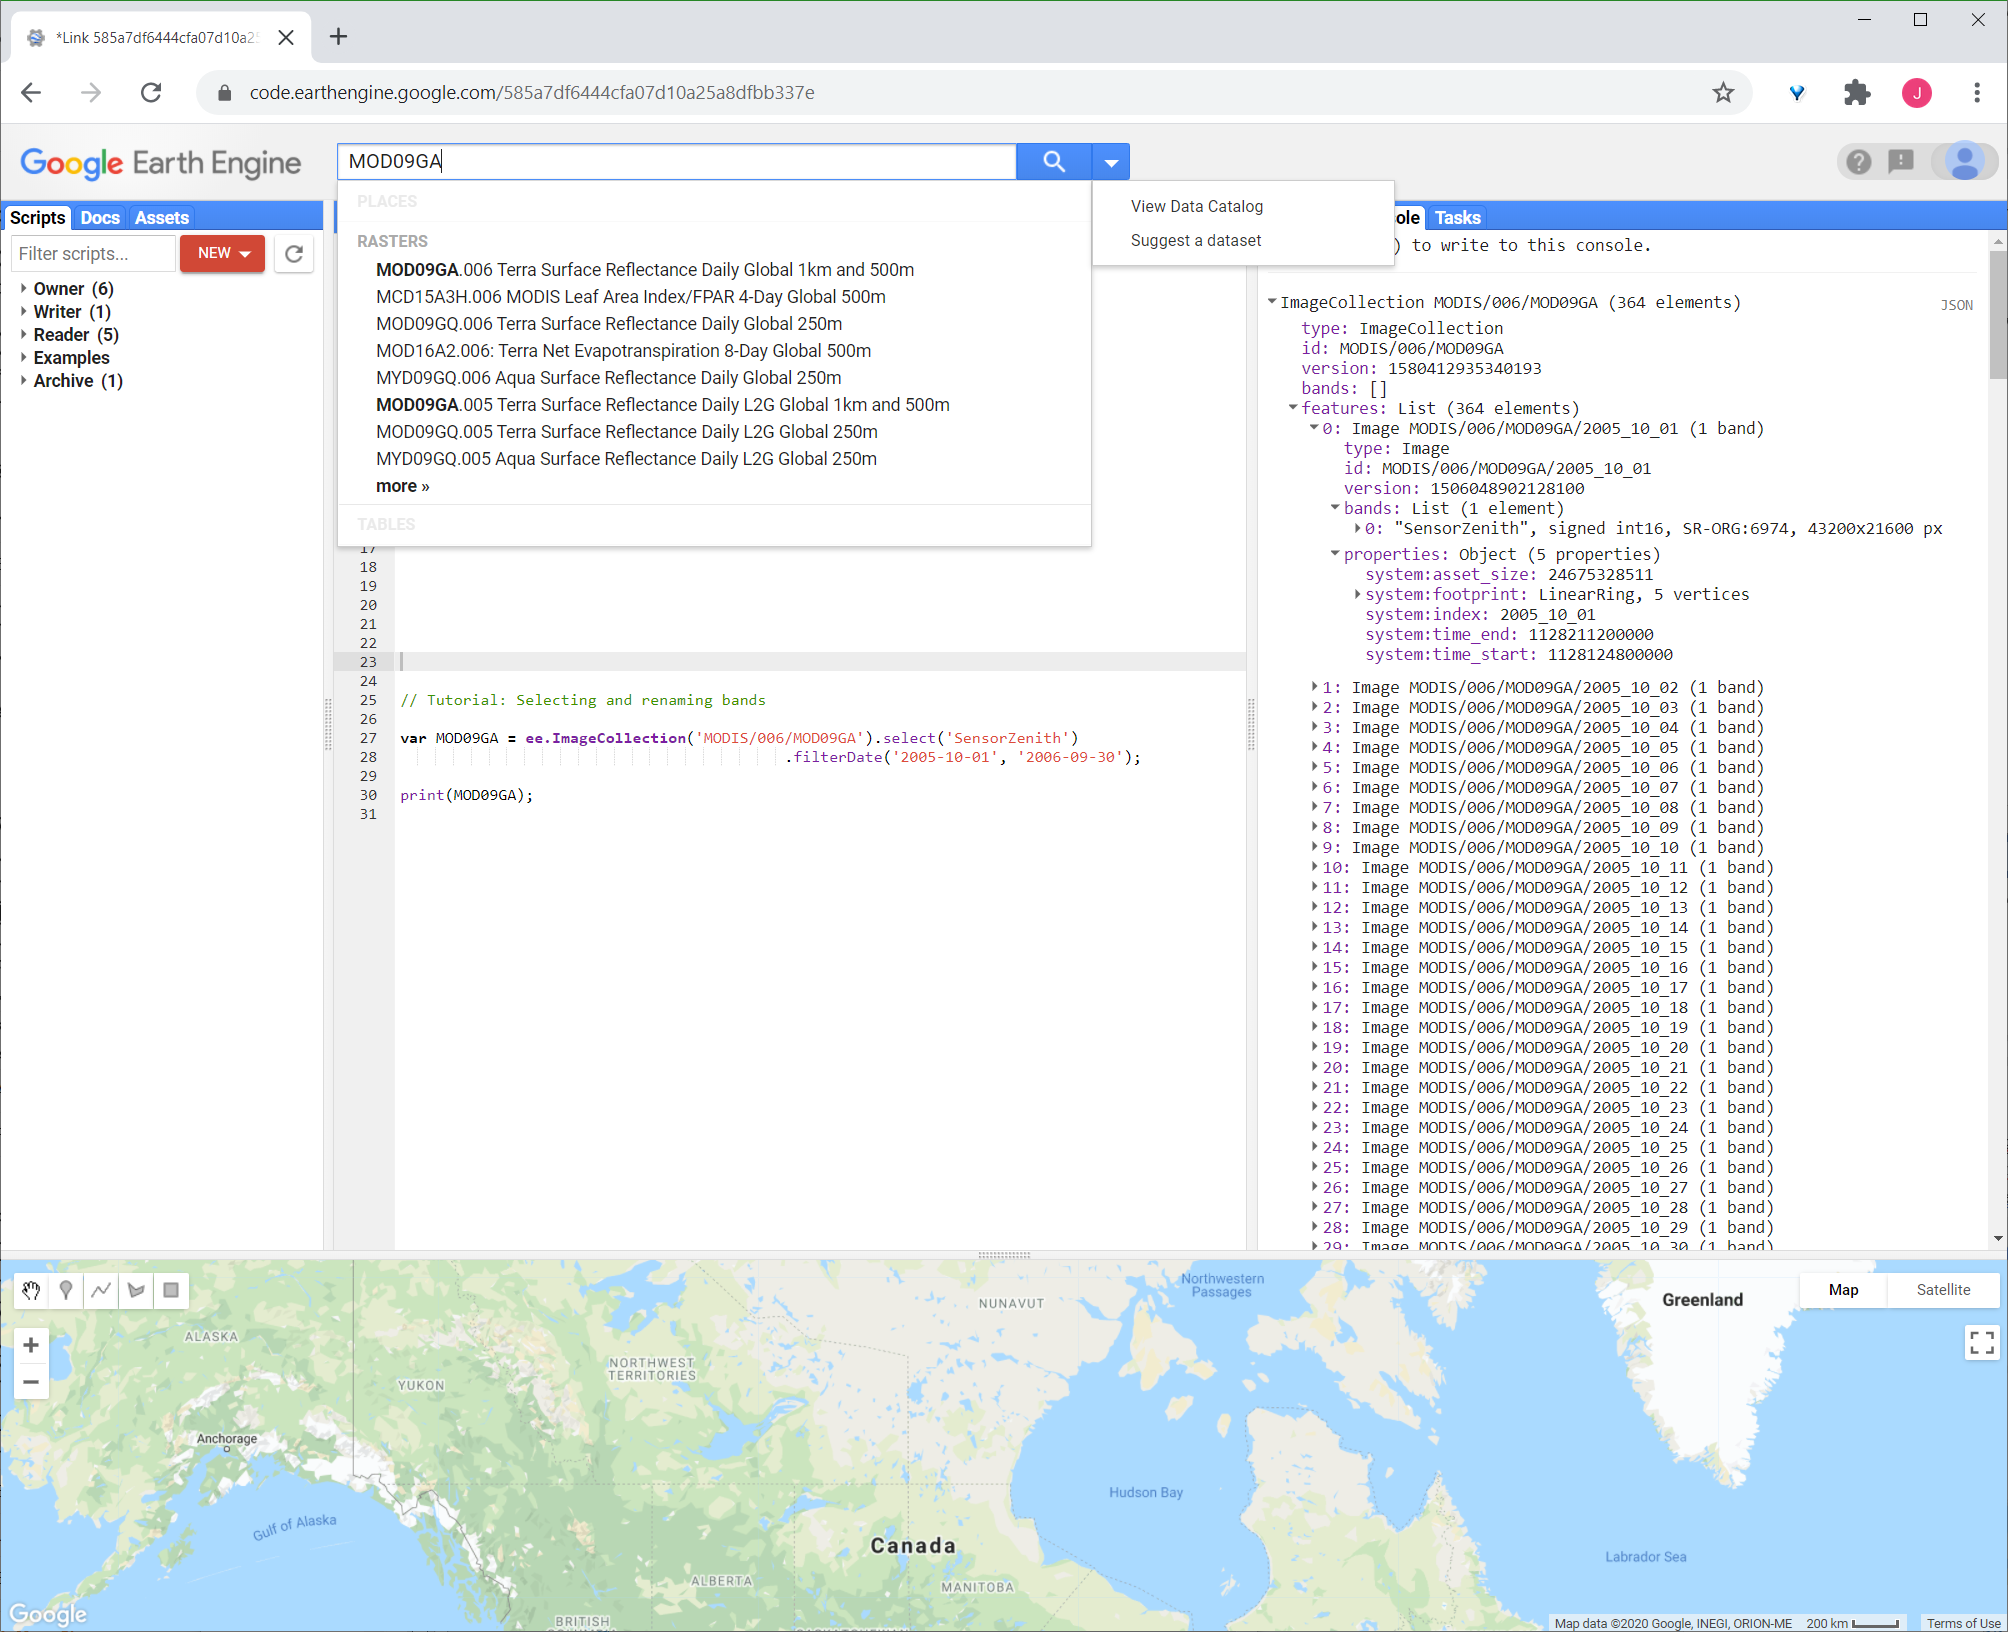 *Link 585a7df6444cfa07d10a25
code.earthengine.google.com/585a7df6444cfa07d10a25a8dfbb337e
J
Google Earth Engine
MOD09GA
PLACES
RASTERS
MOD09GA.006 Terra Surface Reflectance Daily Global 1km and 500m
MCD15A3H.006 MODIS Leaf Area Index/FPAR 4-Day Global 500m
MOD09GQ.006 Terra Surface Reflectance Daily Global 250m
MOD16A2.006: Terra Net Evapotranspiration 8-Day Global 500m
MYD09GQ.006 Aqua Surface Reflectance Daily Global 250m
MOD09GA.005 Terra Surface Reflectance Daily L2G Global 1km and 500m
MOD09GQ.005 Terra Surface Reflectance Daily L2G Global 250m
MYD09GQ.005 Aqua Surface Reflectance Daily L2G Global 250m
more »
TABLES
View Data Catalog
Suggest a dataset
Scripts Docs Assets
Filter scripts...
NEW
Owner (6)
Writer (1)
Reader (5)
Examples
Archive (1)
17
18
19
20
21
22
23
24
25 // Tutorial: Selecting and renaming bands
26
27 var MOD09GA = ee.ImageCollection('MODIS/006/MOD09GA').select('SensorZenith')
28 .filterDate('2005-10-01', '2006-09-30');
29
30 print(MOD09GA);
31
ole Tasks
) to write to this console.
ImageCollection MODIS/006/MOD09GA (364 elements) JSON
type: ImageCollection
id: MODIS/006/MOD09GA
version: 1580412935340193
bands: []
features: List (364 elements)
0: Image MODIS/006/MOD09GA/2005_10_01 (1 band)
type: Image
id: MODIS/006/MOD09GA/2005_10_01
version: 1506048902128100
bands: List (1 element)
0: "SensorZenith", signed int16, SR-ORG:6974, 43200x21600 px
properties: Object (5 properties)
system:asset_size: 24675328511
system:footprint: LinearRing, 5 vertices
system:index: 2005_10_01
system:time_end: 1128211200000
system:time_start: 1128124800000
1: Image MODIS/006/MOD09GA/2005_10_02 (1 band)
2: Image MODIS/006/MOD09GA/2005_10_03 (1 band)
3: Image MODIS/006/MOD09GA/2005_10_04 (1 band)
4: Image MODIS/006/MOD09GA/2005_10_05 (1 band)
5: Image MODIS/006/MOD09GA/2005_10_06 (1 band)
6: Image MODIS/006/MOD09GA/2005_10_07 (1 band)
7: Image MODIS/006/MOD09GA/2005_10_08 (1 band)
8: Image MODIS/006/MOD09GA/2005_10_09 (1 band)
9: Image MODIS/006/MOD09GA/2005_10_10 (1 band)
10: Image MODIS/006/MOD09GA/2005_10_11 (1 band)
11: Image MODIS/006/MOD09GA/2005_10_12 (1 band)
12: Image MODIS/006/MOD09GA/2005_10_13 (1 band)
13: Image MODIS/006/MOD09GA/2005_10_14 (1 band)
14: Image MODIS/006/MOD09GA/2005_10_15 (1 band)
15: Image MODIS/006/MOD09GA/2005_10_16 (1 band)
16: Image MODIS/006/MOD09GA/2005_10_17 (1 band)
17: Image MODIS/006/MOD09GA/2005_10_18 (1 band)
18: Image MODIS/006/MOD09GA/2005_10_19 (1 band)
19: Image MODIS/006/MOD09GA/2005_10_20 (1 band)
20: Image MODIS/006/MOD09GA/2005_10_21 (1 band)
21: Image MODIS/006/MOD09GA/2005_10_22 (1 band)
22: Image MODIS/006/MOD09GA/2005_10_23 (1 band)
23: Image MODIS/006/MOD09GA/2005_10_24 (1 band)
24: Image MODIS/006/MOD09GA/2005_10_25 (1 band)
25: Image MODIS/006/MOD09GA/2005_10_26 (1 band)
26: Image MODIS/006/MOD09GA/2005_10_27 (1 band)
27: Image MODIS/006/MOD09GA/2005_10_28 (1 band)
28: Image MODIS/006/MOD09GA/2005_10_29 (1 band)
29: Image MODIS/006/MOD09GA/2005_10_30 (1 band)
Northwestern
Passages
NUNAVUT
Greenland
Map
Satellite
ALASKA
NORTHWEST
TERRITORIES
YUKON
Anchorage
Gulf of Alaska
Hudson Bay
Canada
Labrador Sea
ALBERTA
MANITOBA
BRITISH
Google
Map data ©2020 Google, INEGI, ORION-ME 200 km Terms of Use